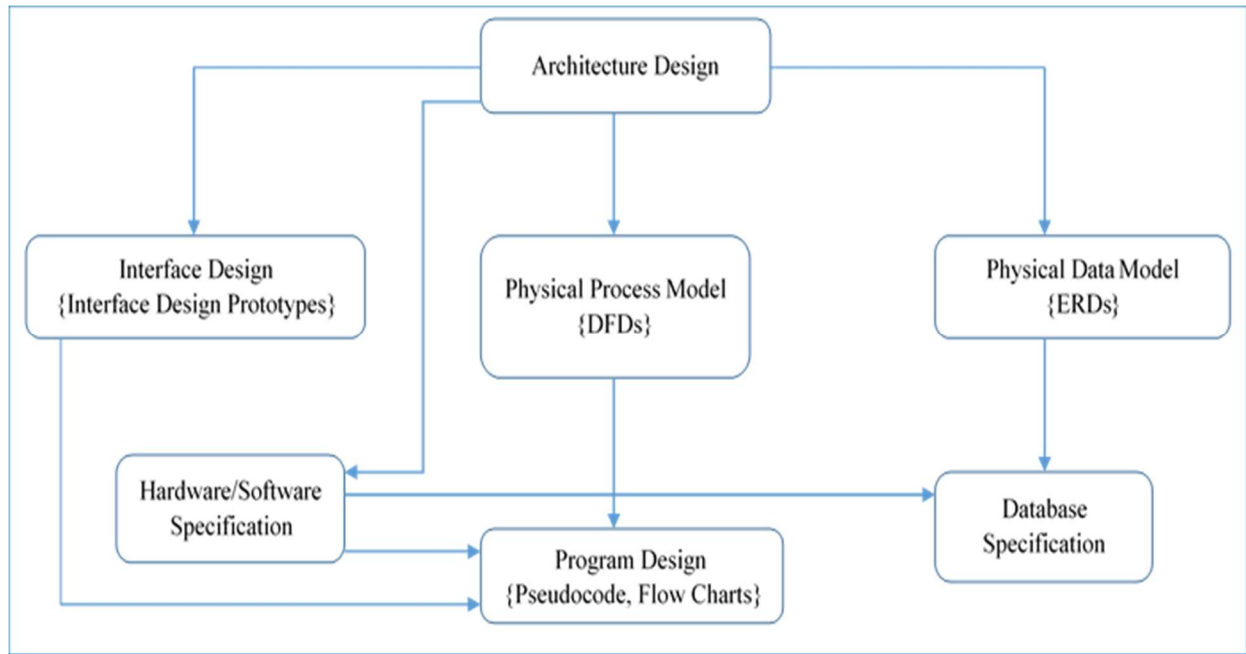 Architecture Design
Interface Design
{Interface Design Prototypes}
Physical Process Model
{DFDs}
Physical Data Model
{ERDs}
Hardware/Software
Specification
Program Design
{Pseudocode, Flow Charts}
Database
Specification